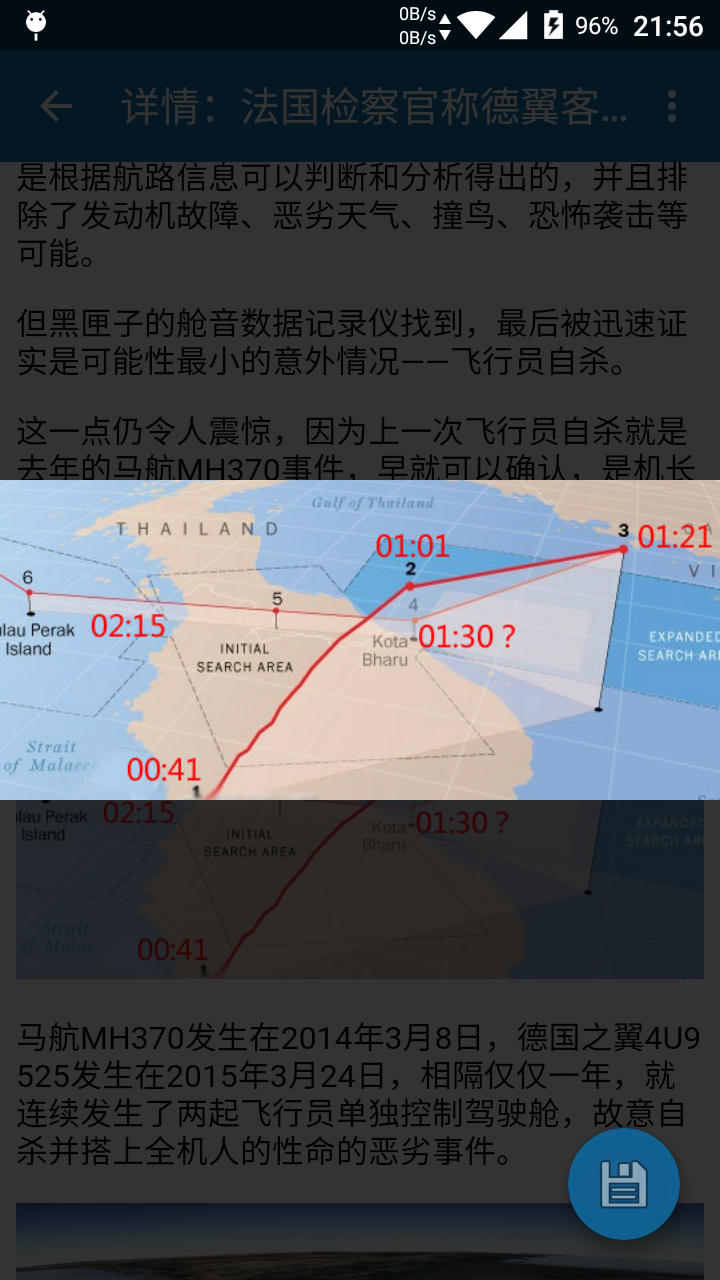 0B/s
0B/s
96%
21:56
详情：法国检察官称德翼客...
是根据航路信息可以判断和分析得出的，并且排
除了发动机故障、恶劣天气、撞鸟、恐怖袭击等
可能。
但黑匣子的舱音数据记录仪找到，最后被迅速证
实是可能性最小的意外情况——飞行员自杀。
这一点仍令人震惊，因为上一次飞行员自杀就是
去年的马航MH370事件，早就可以确认，是机长
Gulf of Thailand
THAILAND
01:01
2
3
01:21
VI
6
5
4
lau Perak
Island
02:15
INITIAL
SEARCH AREA
Kota
Bharu
01:30 ?
EXPANDED
SEARCH ARE
Strait
of Malacc
00:41
1
lau Perak
Island
02:15
INITIAL
SEARCH AREA
Kota
Bharu
01:30 ?
EXPANDED
SEARCH ARE
Strait
of Malacc
00:41
1
马航MH370发生在2014年3月8日，德国之翼4U9
525发生在2015年3月24日，相隔仅仅一年，就
连续发生了两起飞行员单独控制驾驶舱，故意自
杀并搭上全机人的性命的恶劣事件。